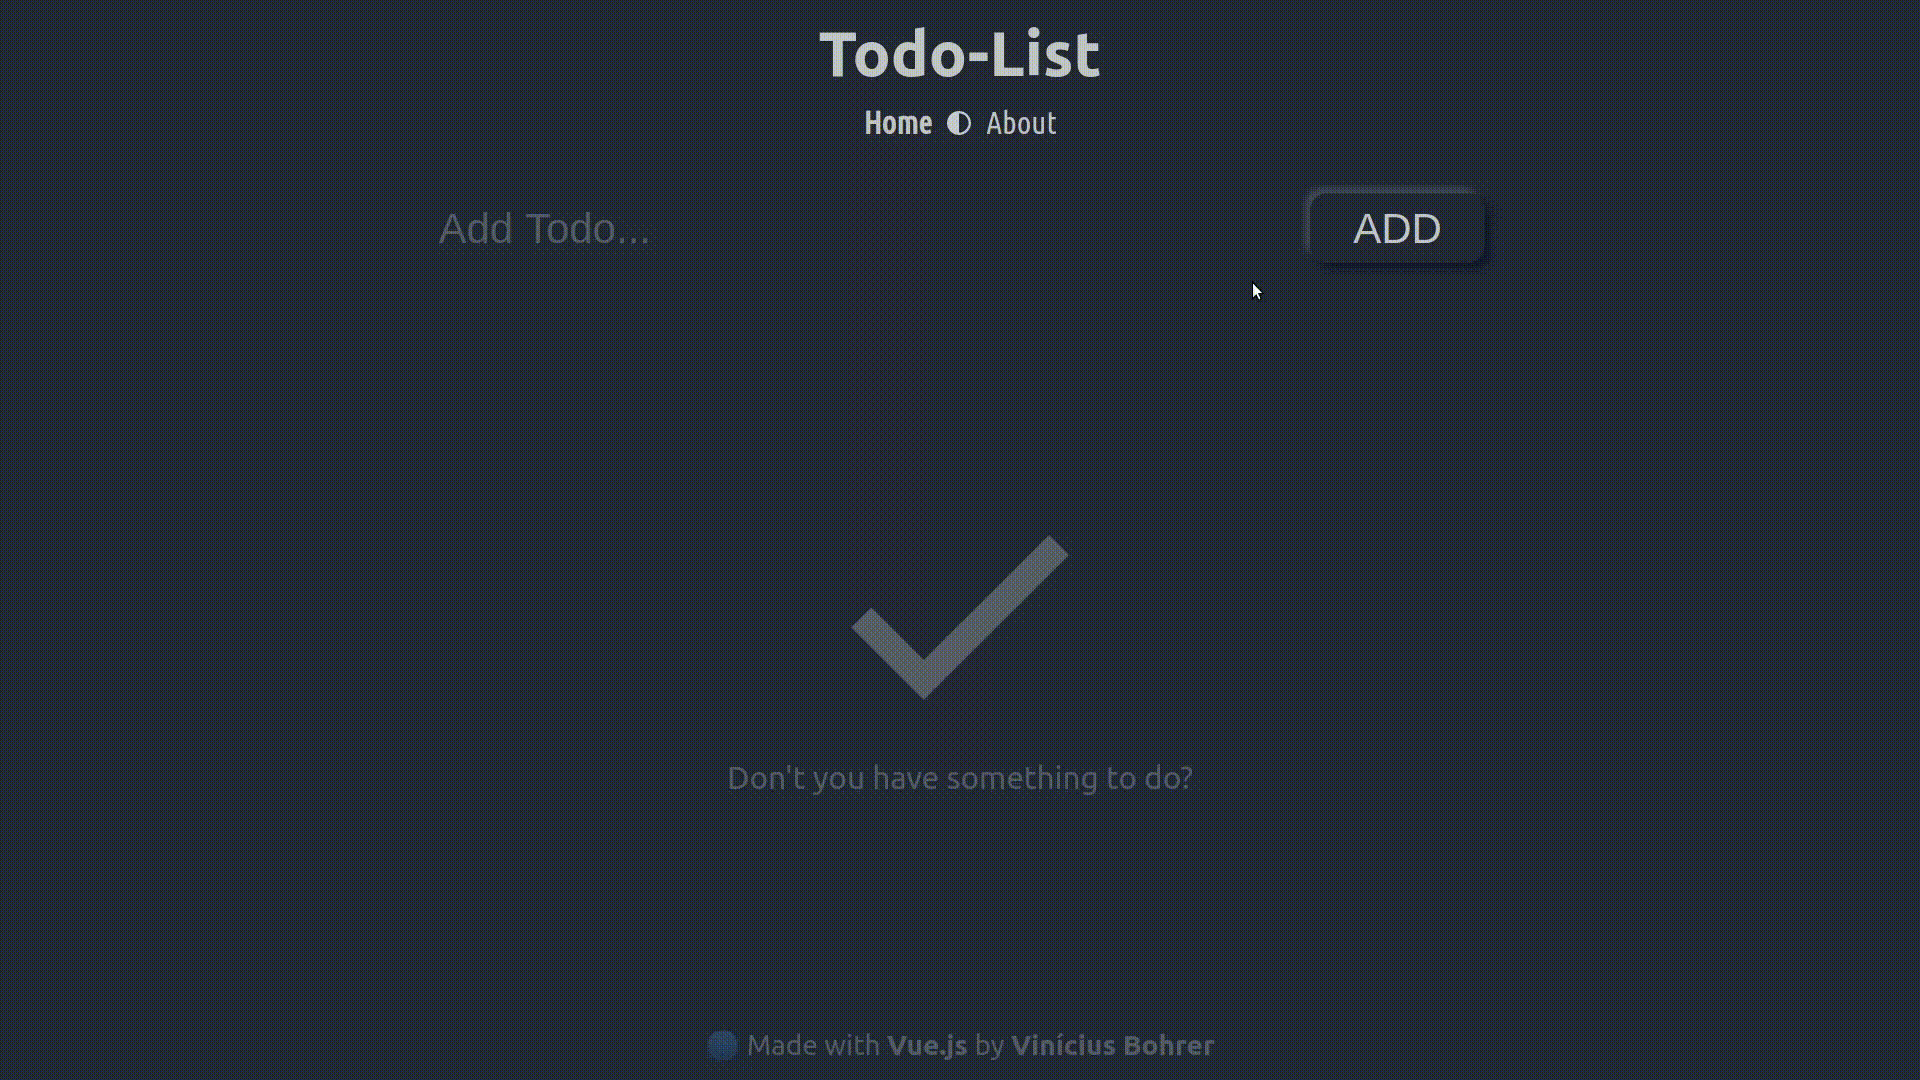 Todo-List
Home About
Add Todo... ADD
Don't you have something to do?
Made with Vue.js by Vinícius Bohrer